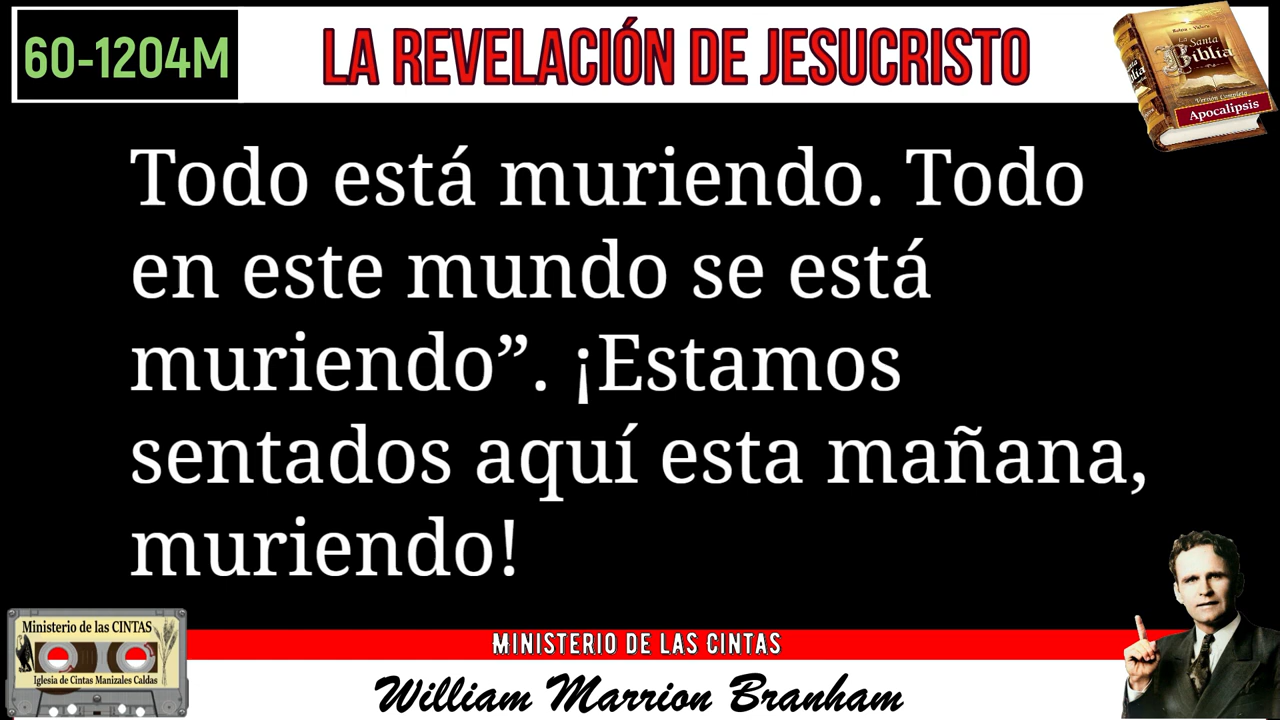 60-1204M
LA REVELACIÓN DE JESUCRISTO
La Santa
Biblia
Apocalipsis
Todo está muriendo. Todo
en este mundo se está
muriendo”. ¡Estamos
sentados aquí esta mañana,
muriendo!
Ministerio de las CINTAS
Iglesia de Cintas Manizales Caldas
MINISTERIO DE LAS CINTAS
William Marrion Branham